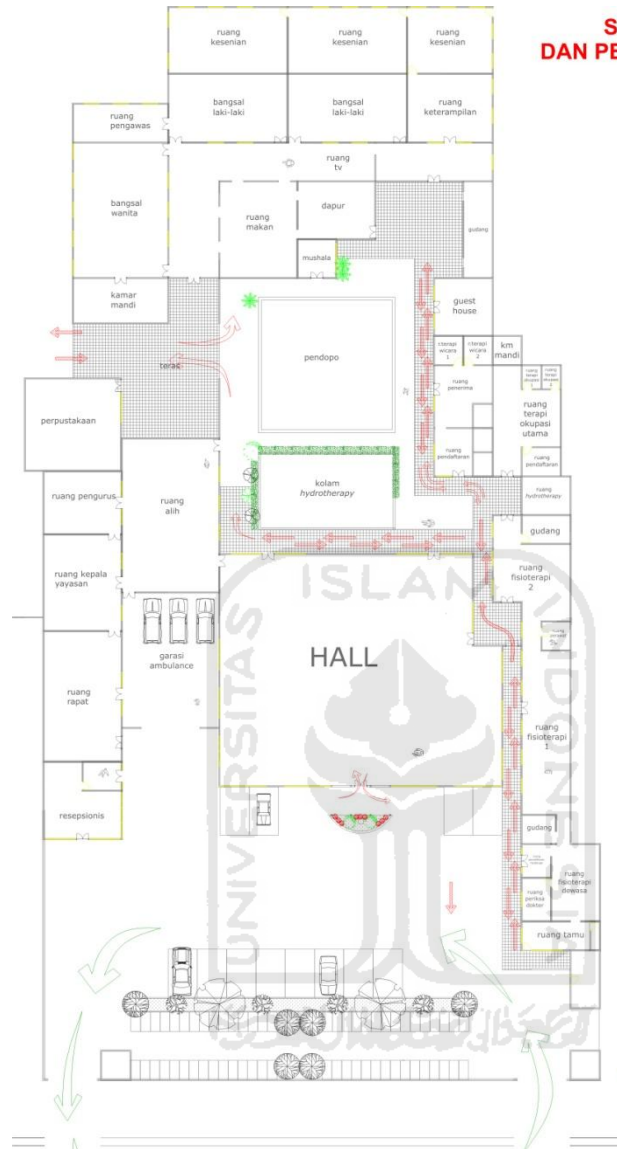 S
DAN PE
ruang
kesenian
ruang
kesenian
ruang
kesenian
bangsal
laki-laki
bangsal
laki-laki
ruang
keterampilan
ruang
pengawas
ruang
tv
bangsal
wanita
ruang
makan
dapur
gudang
mushala
kamar
mandi
guest
house
teras
pendopo
r.terapi
wicara
1
r.terapi
wicara
2
km
mandi
ruang
penerima
perpustakaan
ruang
terapi
okupasi
utama
ruang
pendaftaran
ruang
pendaftaran
ruang pengurus
ruang
alih
kolam
hydrotherapy
ruang
hydrotherapy
gudang
ruang kepala
yayasan
ruang
fisioterapi
2
garasi
ambulance
HALL
ruang
rapat
ruang
fisioterapi
1
resepsionis
gudang
ruang
fisioterapi
dewasa
ruang
periksa
dokter
ruang tamu
UNIVERSITAS
ISLAM
INDONESIA